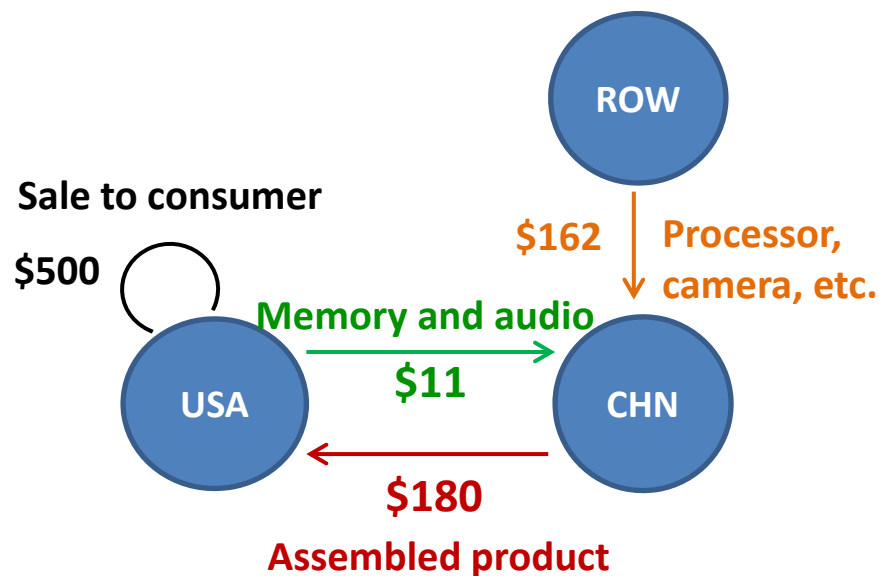 ROW
Sale to consumer
$500
$162
Processor,
camera, etc.
Memory and audio
$11
USA
CHN
$180
Assembled product